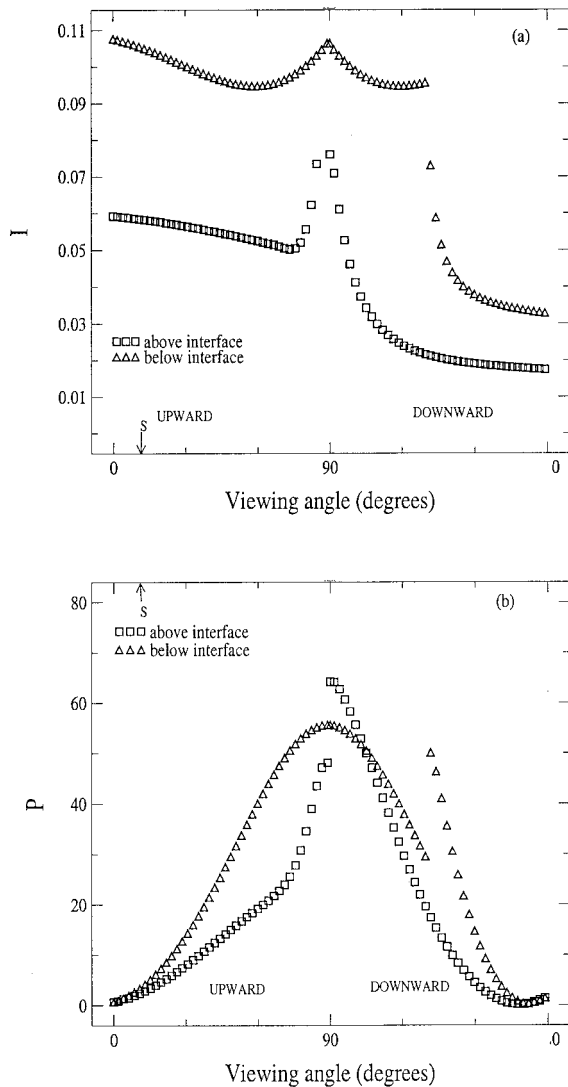 0.11
(a)
0.09
0.07
I
0.05
0.03
□□□ above interface
△△△ below interface
0.01
S
UPWARD
DOWNWARD
0
90
0
Viewing angle (degrees)
80
S
(b)
□□□ above interface
△△△ below interface
60
P
40
20
UPWARD
DOWNWARD
0
0
90
.0
Viewing angle (degrees)